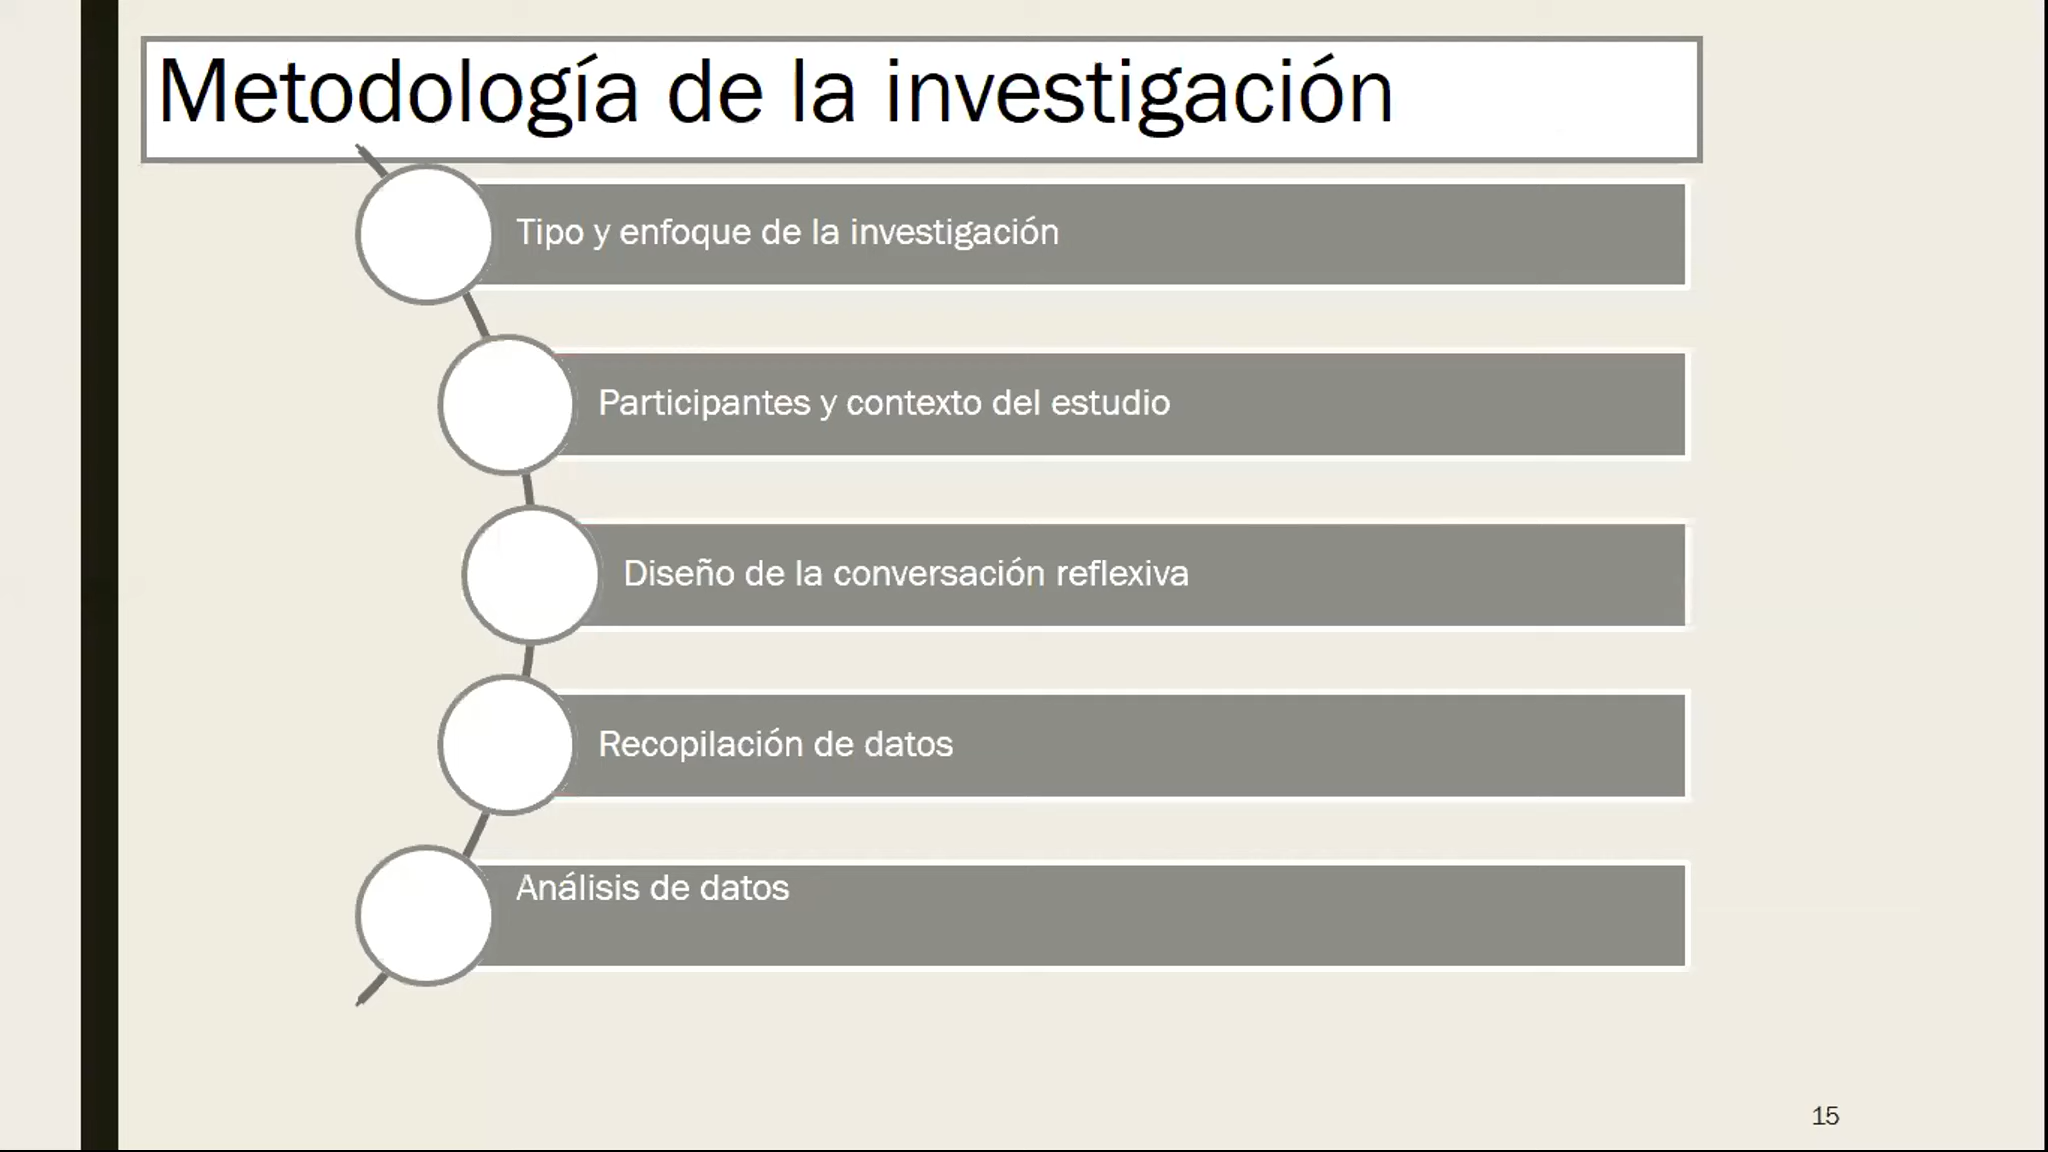 Metodología de la investigación
Tipo y enfoque de la investigación
Participantes y contexto del estudio
Diseño de la conversación reflexiva
Recopilación de datos
Análisis de datos
15